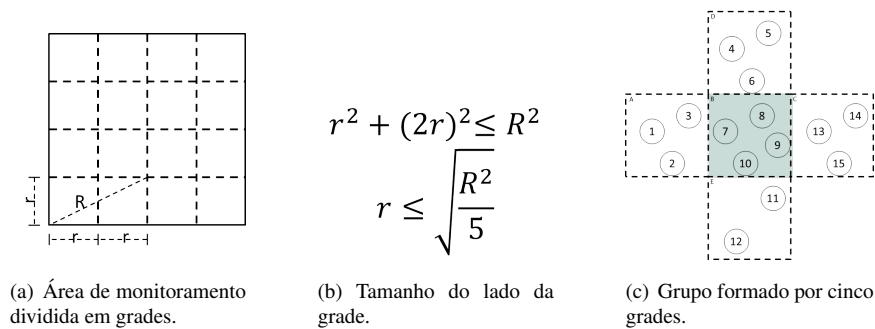 r
R
r
r
(a) Área de monitoramento
dividida em grades.
r² + (2r)² ≤ R²
r ≤ √(R²/5)
(b) Tamanho do lado da
grade.
D
4
5
6
A
1
3
2
B
7
8
9
10
C
13
14
15
E
11
12
(c) Grupo formado por cinco
grades.